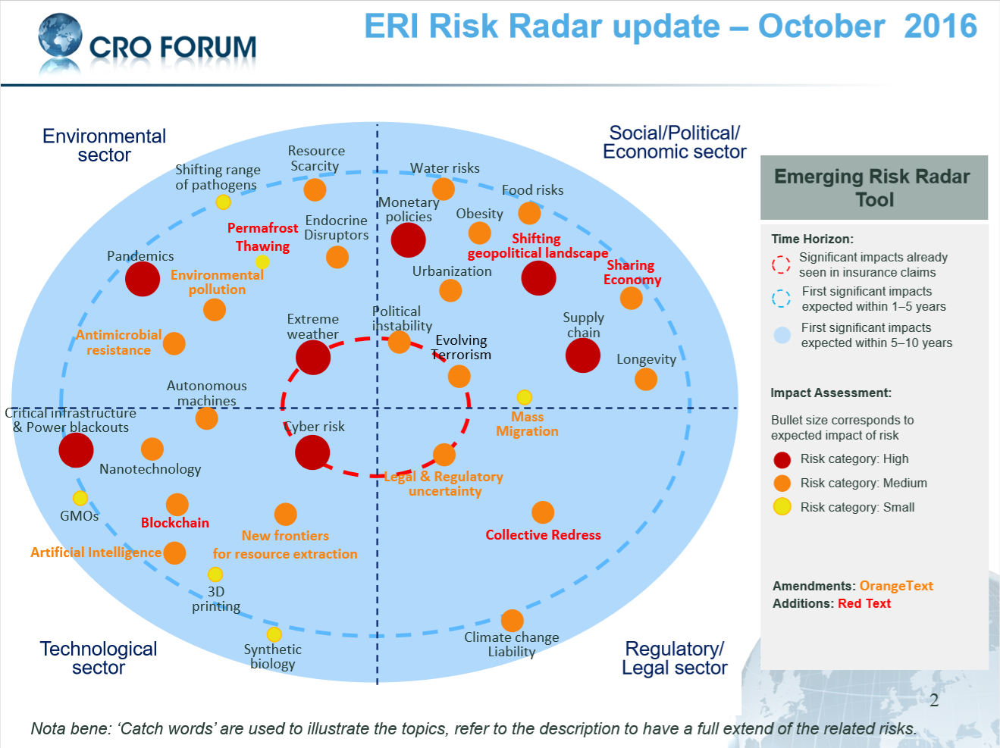 CRO FORUM
ERI Risk Radar update – October 2016
Environmental
sector
Social/Political/
Economic sector
Resource
Scarcity
Shifting range
of pathogens
Water risks
Food risks
Monetary
policies
Obesity
Endocrine
Disruptors
Permafrost
Thawing
Shifting
geopolitical landscape
Pandemics
Environmental
pollution
Urbanization
Sharing
Economy
Extreme
weather
Political
instability
Supply
chain
Antimicrobial
resistance
Evolving
Terrorism
Longevity
Autonomous
machines
Critical infrastructure
& Power blackouts
Mass
Migration
Cyber risk
Nanotechnology
Legal & Regulatory
uncertainty
GMOs
Blockchain
New frontiers
for resource extraction
Collective Redress
Artificial Intelligence
3D
printing
Synthetic
biology
Climate change
Liability
Technological
sector
Regulatory/
Legal sector
Emerging Risk Radar
Tool
Time Horizon:
Significant impacts already
seen in insurance claims
First significant impacts
expected within 1–5 years
First significant impacts
expected within 5–10 years
Impact Assessment:
Bullet size corresponds to
expected impact of risk
Risk category: High
Risk category: Medium
Risk category: Small
Amendments: OrangeText
Additions: Red Text
2
Nota bene: ‘Catch words’ are used to illustrate the topics, refer to the description to have a full extend of the related risks.